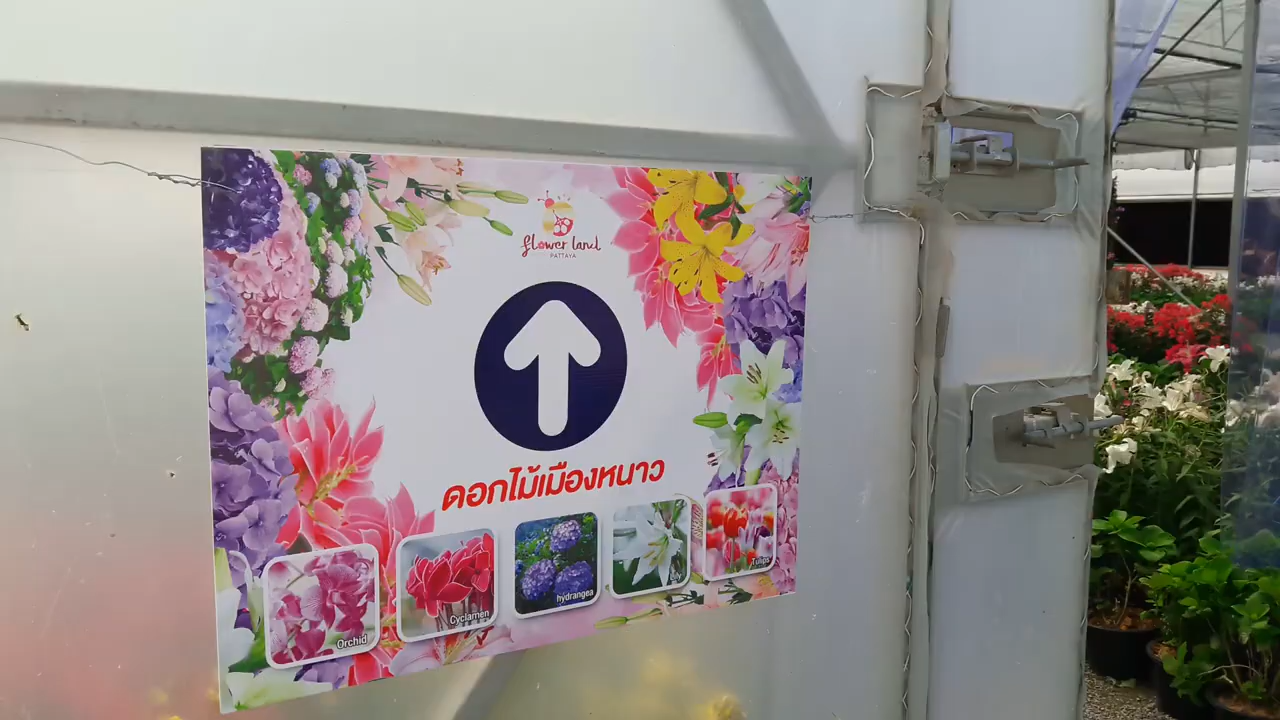 flower land
PATTAYA
ดอกไม้เมืองหนาว
Orchid
Cyclamen
hydrangea
Tulips